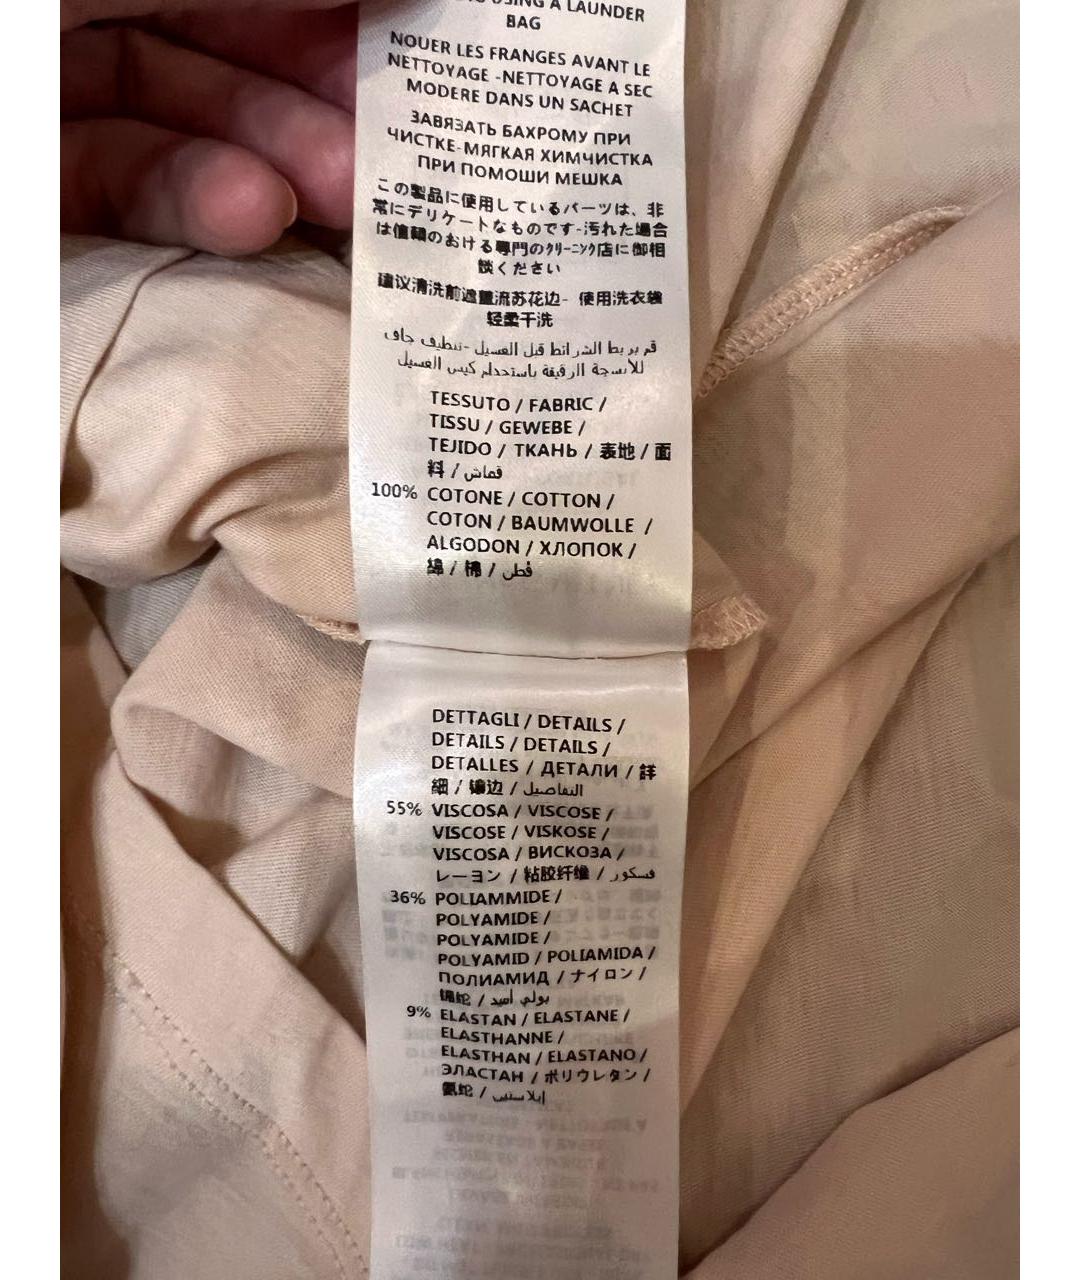 USING A LAUNDER
BAG
NOUER LES FRANGES AVANT LE
NETTOYAGE -NETTOYAGE A SEC
MODERE DANS UN SACHET
ЗАВЯЗАТЬ БАХРОМУ ПРИ
ЧИСТКЕ-МЯГКАЯ ХИМЧИСТКА
ПРИ ПОМОШИ МЕШКА
この製品に使用しているパーツは、非
常にデリケートなものです-汚れた場合
は信頼のおける専門のクリーニング店に御相
談ください
建议清洗前遮盖流苏花边- 使用洗衣袋
轻柔干洗
قم بربط الشرائط قبل الغسيل -تنظيف جاف
للأنسجة الرقيقة باستخدام كيس الغسيل
TESSUTO / FABRIC /
TISSU / GEWEBE /
TEJIDO / ТКАНЬ / 表地 / 面
料 / قماش
100% COTONE / COTTON /
COTON / BAUMWOLLE /
ALGODON / ХЛОПОК /
綿 / 棉 / قطن
DETTAGLI / DETAILS /
DETAILS / DETAILS /
DETALLES / ДЕТАЛИ / 詳
細 / 镶边 / التفاصيل
55% VISCOSA / VISCOSE /
VISCOSE / VISKOSE /
VISCOSA / ВИСКОЗА /
レーヨン / 粘胶纤维 / فسكوز
36% POLIAMMIDE /
POLYAMIDE /
POLYAMIDE /
POLYAMID / POLIAMIDA /
ПОЛИАМИД / ナイロン /
锦纶 / بولي أميد
9% ELASTAN / ELASTANE /
ELASTHANNE /
ELASTHAN / ELASTANO /
ЭЛАСТАН / ポリウレタン /
氨纶 / إيلاستين